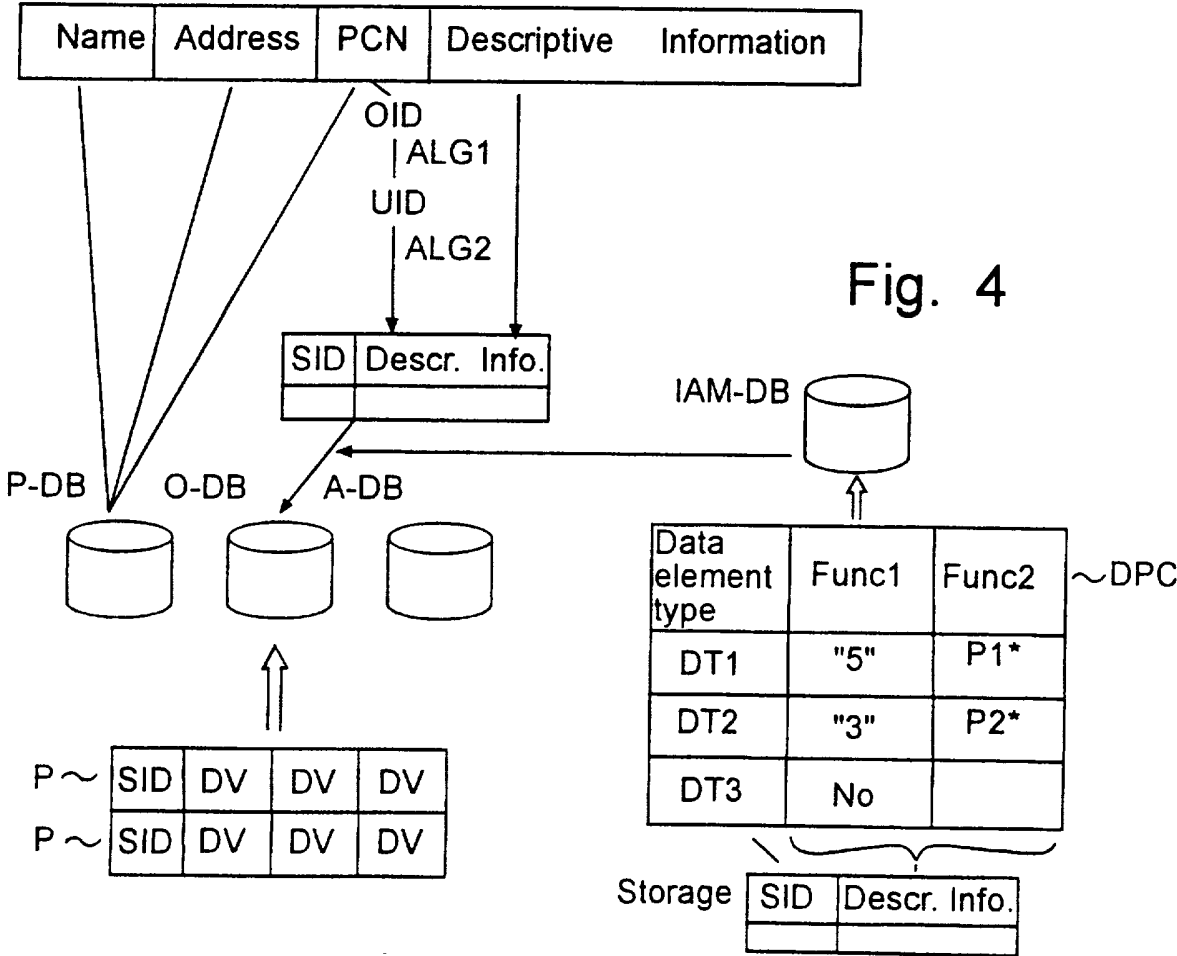 Name Address PCN Descriptive Information
OID
ALG1
UID
ALG2
Fig. 4
SID Descr. Info.
IAM-DB
P-DB O-DB A-DB
Data element type Func1 Func2 ~DPC
DT1 "5" P1*
DT2 "3" P2*
DT3 No
P~ SID DV DV DV
P~ SID DV DV DV
Storage SID Descr. Info.